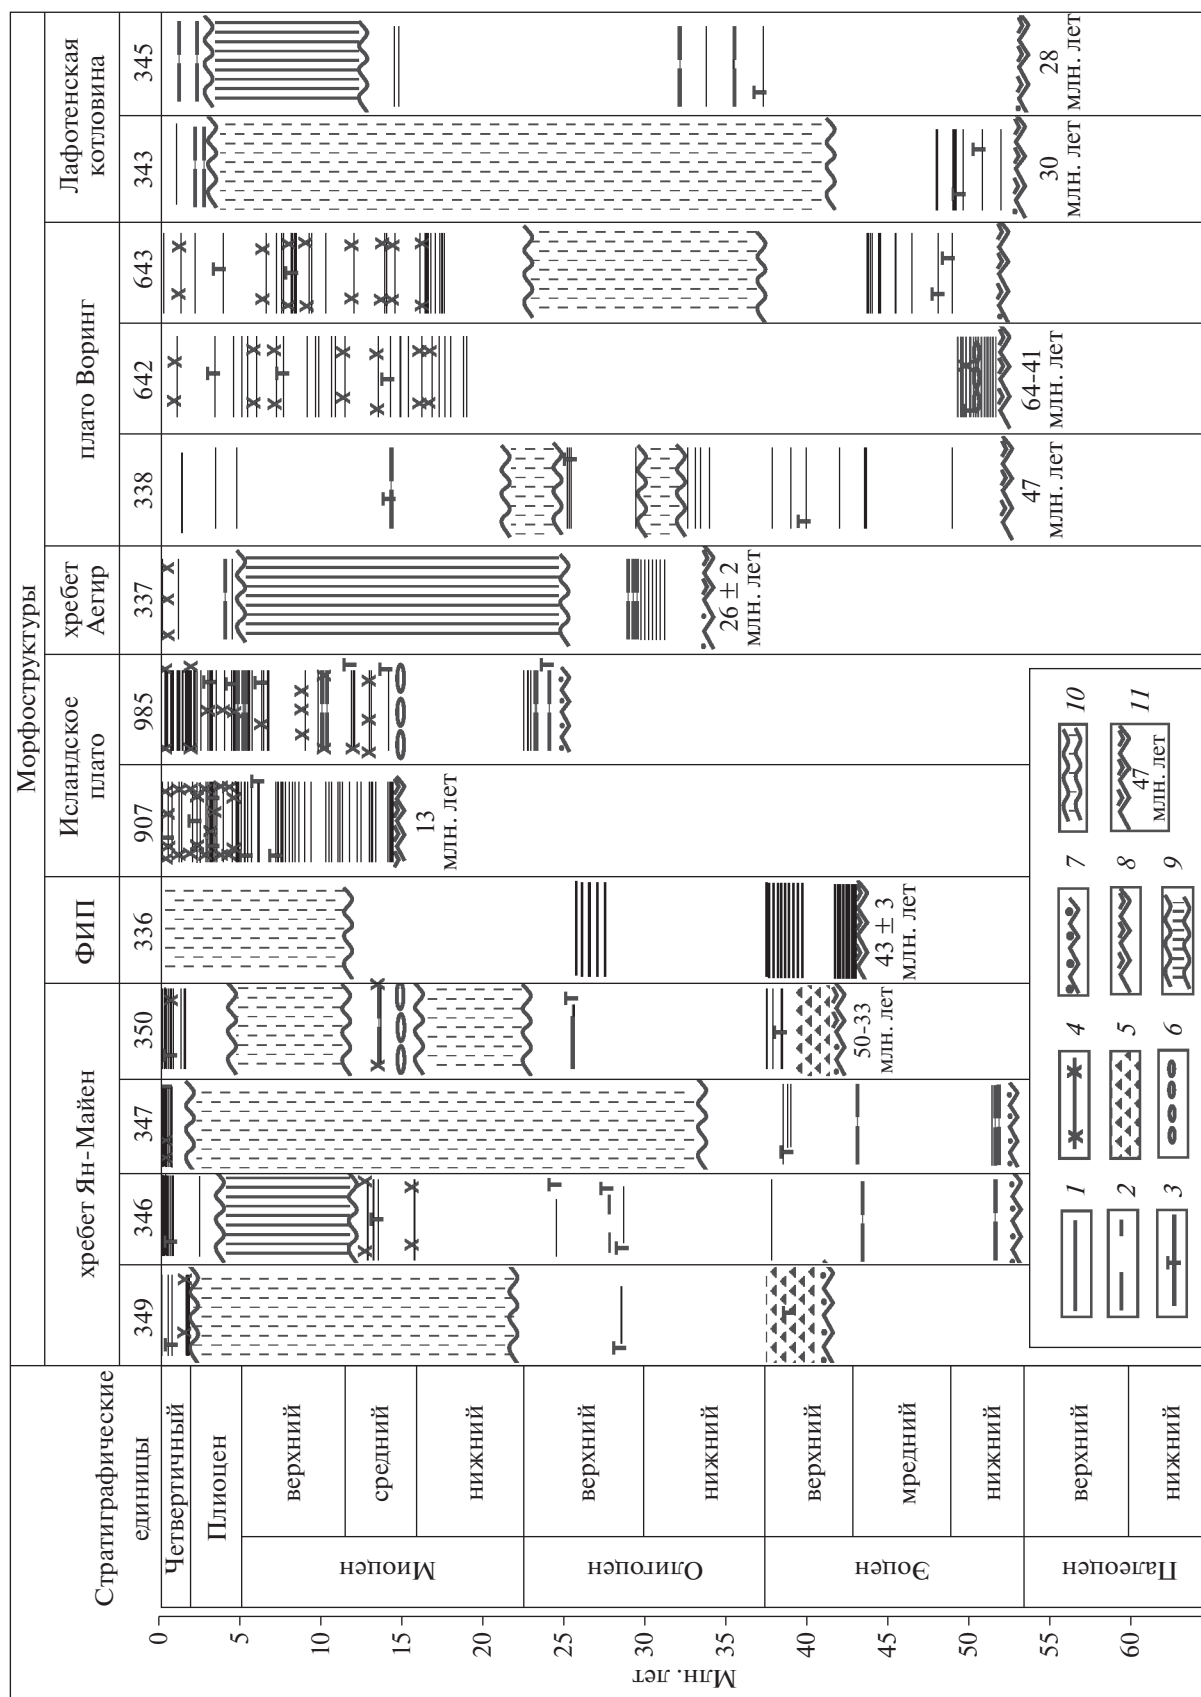 Стратиграфические
единицы
Морфоструктуры
хребет Ян-Майен
ФИП
Исландское
плато
хребет
Аегир
плато Воринг
Лафотенская
котловина
349
346
347
350
336
907
985
337
338
642
643
343
345
Млн. лет
0
5
10
15
20
25
30
35
40
45
50
55
60
Четвертичный
Плиоцен
Миоцен
верхний
средний
нижний
Олигоцен
верхний
нижний
Эоцен
верхний
мредний
нижний
Палеоцен
верхний
нижний
50-33
млн. лет
43 ± 3
млн. лет
13
млн. лет
26 ± 2
млн. лет
47
млн. лет
64-41
млн. лет
30
млн. лет
28
млн. лет
1
2
3
4
5
6
7
8
9
10
47
млн. лет
11